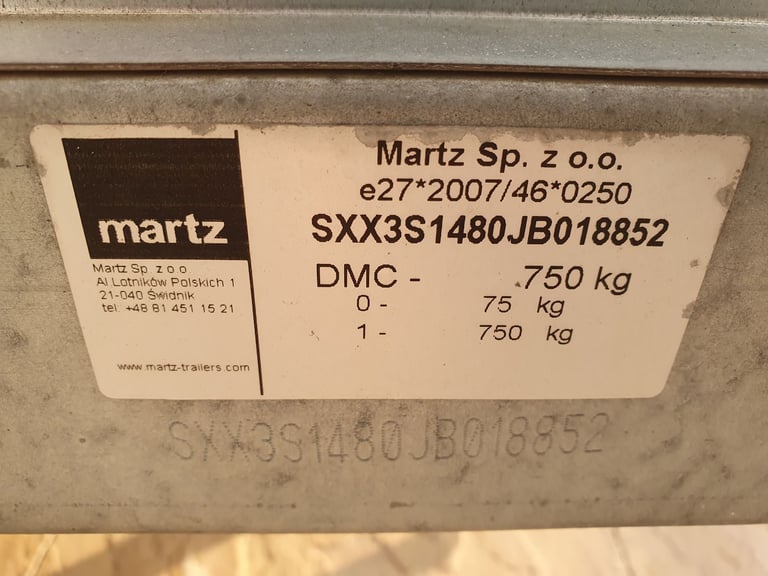 martz
Martz Sp. z o.o
Al Lotników Polskich 1
21-040 Świdnik
tel. +48 81 451 15 21
www.martz-trailers.com
Martz Sp. z o.o.
e27*2007/46*0250
SXX3S1480JB018852
DMC - 750 kg
0 - 75 kg
1 - 750 kg
SXX3S1480JB018852